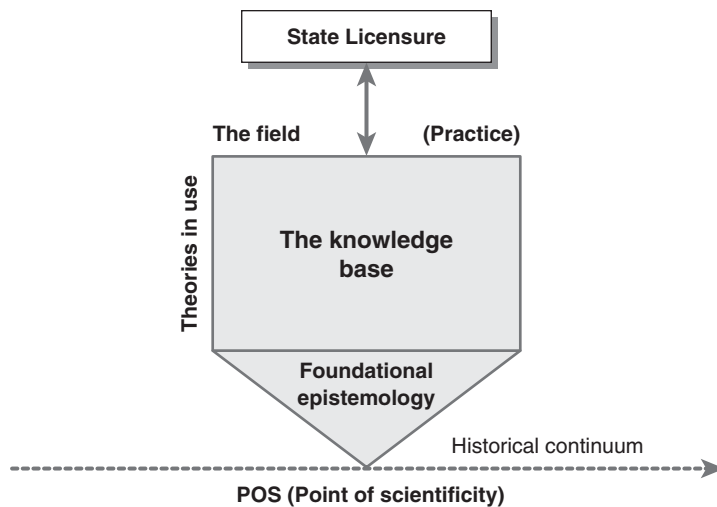 State Licensure
The field (Practice)
Theories in use
The knowledge
base
Foundational
epistemology
Historical continuum
POS (Point of scientificity)